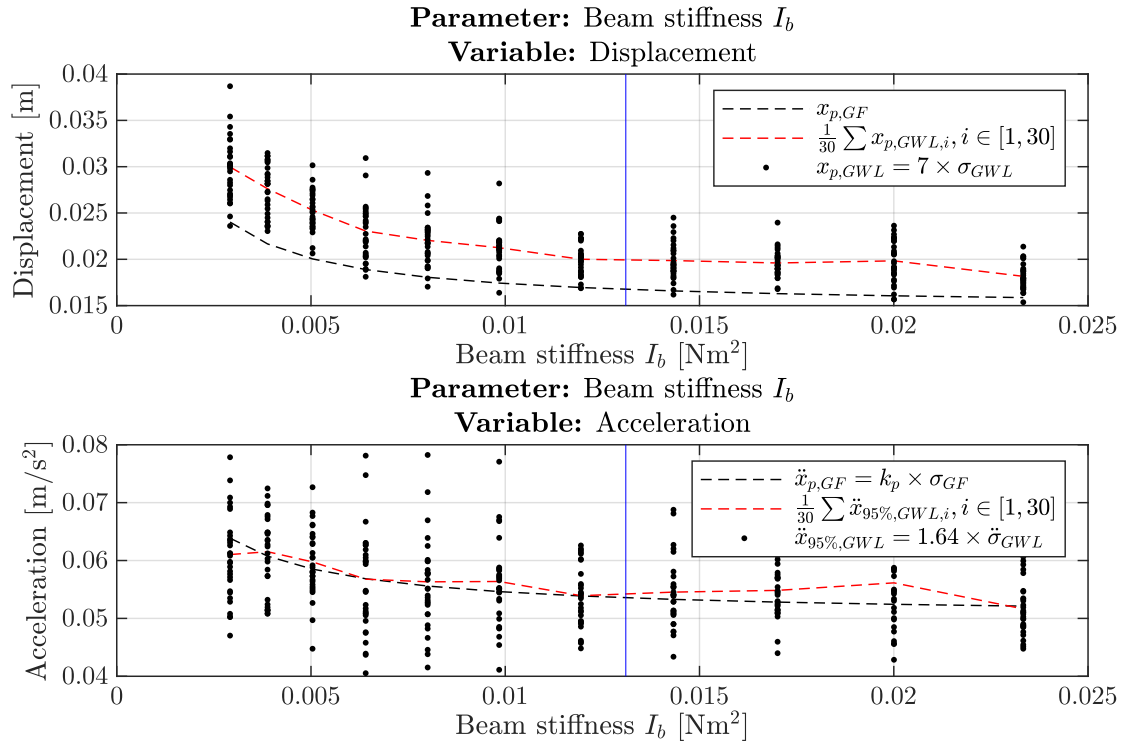 Parameter: Beam stiffness I_b
Variable: Displacement
0.04
0.035
0.03
0.025
0.02
0.015
Displacement [m]
x_{p,GF}
\frac{1}{30} \sum x_{p,GWL,i}, i ∈ [1, 30]
x_{p,GWL} = 7 × σ_{GWL}
0 0.005 0.01 0.015 0.02 0.025
Beam stiffness I_b [Nm²]
Parameter: Beam stiffness I_b
Variable: Acceleration
0.08
0.07
0.06
0.05
0.04
Acceleration [m/s²]
ẍ_{p,GF} = k_p × σ_{GF}
\frac{1}{30} \sum ẍ_{95%,GWL,i}, i ∈ [1, 30]
ẍ_{95%,GWL} = 1.64 × σ̈_{GWL}
0 0.005 0.01 0.015 0.02 0.025
Beam stiffness I_b [Nm²]